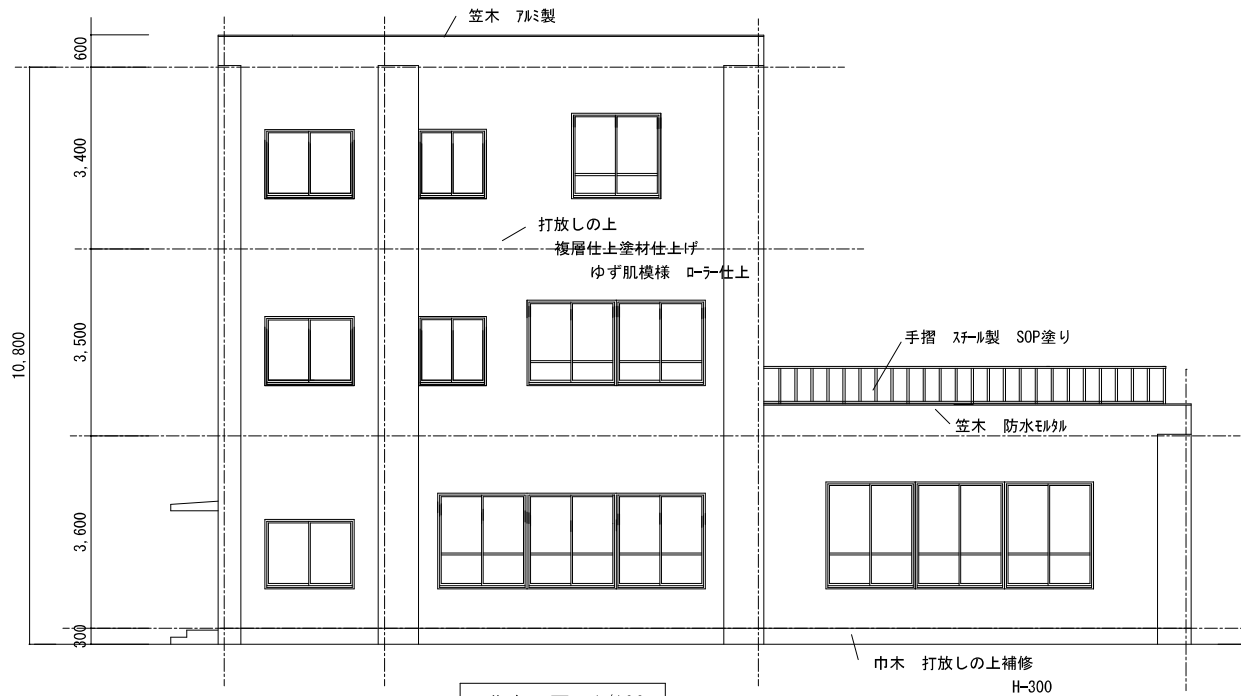 笠木　ｱﾙﾐ製
600
3,400
打放しの上
複層仕上塗材仕上げ
ゆず肌模様　ﾛｰﾗｰ仕上
10,800
3,500
手摺　ｽﾁｰﾙ製　SOP塗り
笠木　防水ﾓﾙﾀﾙ
3,600
300
巾木　打放しの上補修
H-300